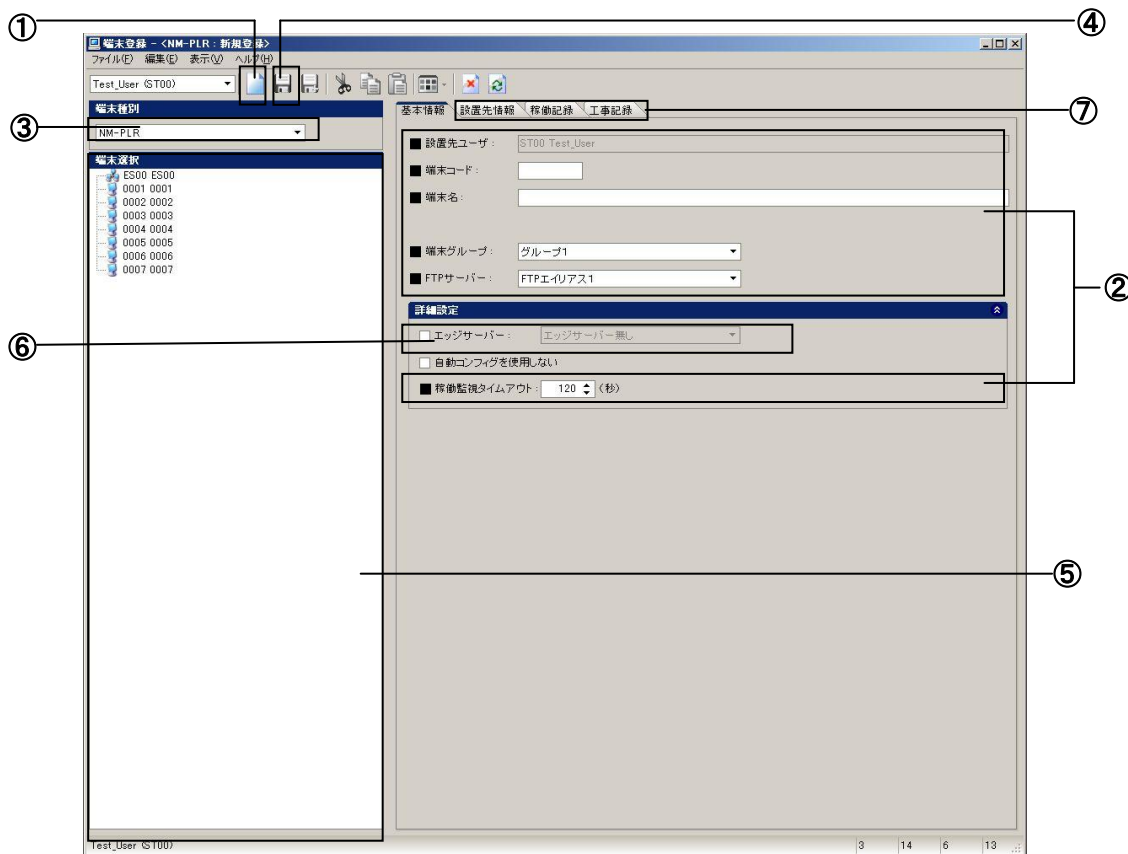 ①
④
端末登録 - <NM-PLR : 新規登録>
ファイル(F) 編集(E) 表示(V) ヘルプ(H)
Test_User (ST00)
端末種別
③
NM-PLR
基本情報 設置先情報 稼働記録 工事記録
⑦
端末選択
ES00 ES00
0001 0001
0002 0002
0003 0003
0004 0004
0005 0005
0006 0006
0007 0007
■ 設置先ユーザ : ST00 Test_User
■ 端末コード :
■ 端末名 :
■ 端末グループ : グループ1
■ FTPサーバー : FTPエイリアス1
②
詳細設定
⑥
エッジサーバー : エッジサーバー無し
自動コンフィグを使用しない
■ 稼働監視タイムアウト : 120 (秒)
⑤
Test_User (ST00) 3 14 6 13